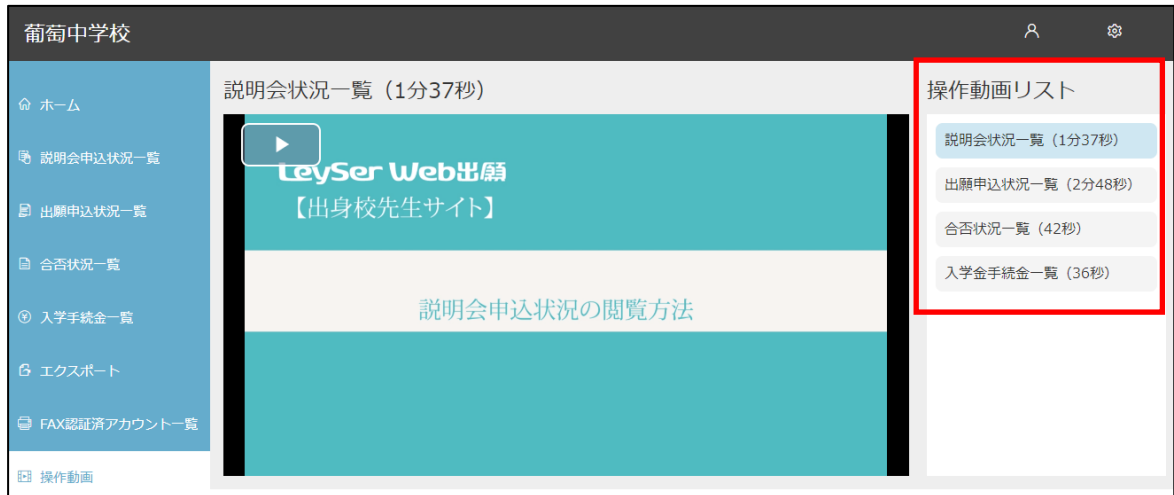 葡萄中学校
ホーム
説明会申込状況一覧
出願申込状況一覧
合否状況一覧
入学手続金一覧
エクスポート
FAX認証済アカウント一覧
操作動画
説明会状況一覧（1分37秒）
LeySer Web出願
【出身校先生サイト】
説明会申込状況の閲覧方法
操作動画リスト
説明会状況一覧（1分37秒）
出願申込状況一覧（2分48秒）
合否状況一覧（42秒）
入学金手続金一覧（36秒）